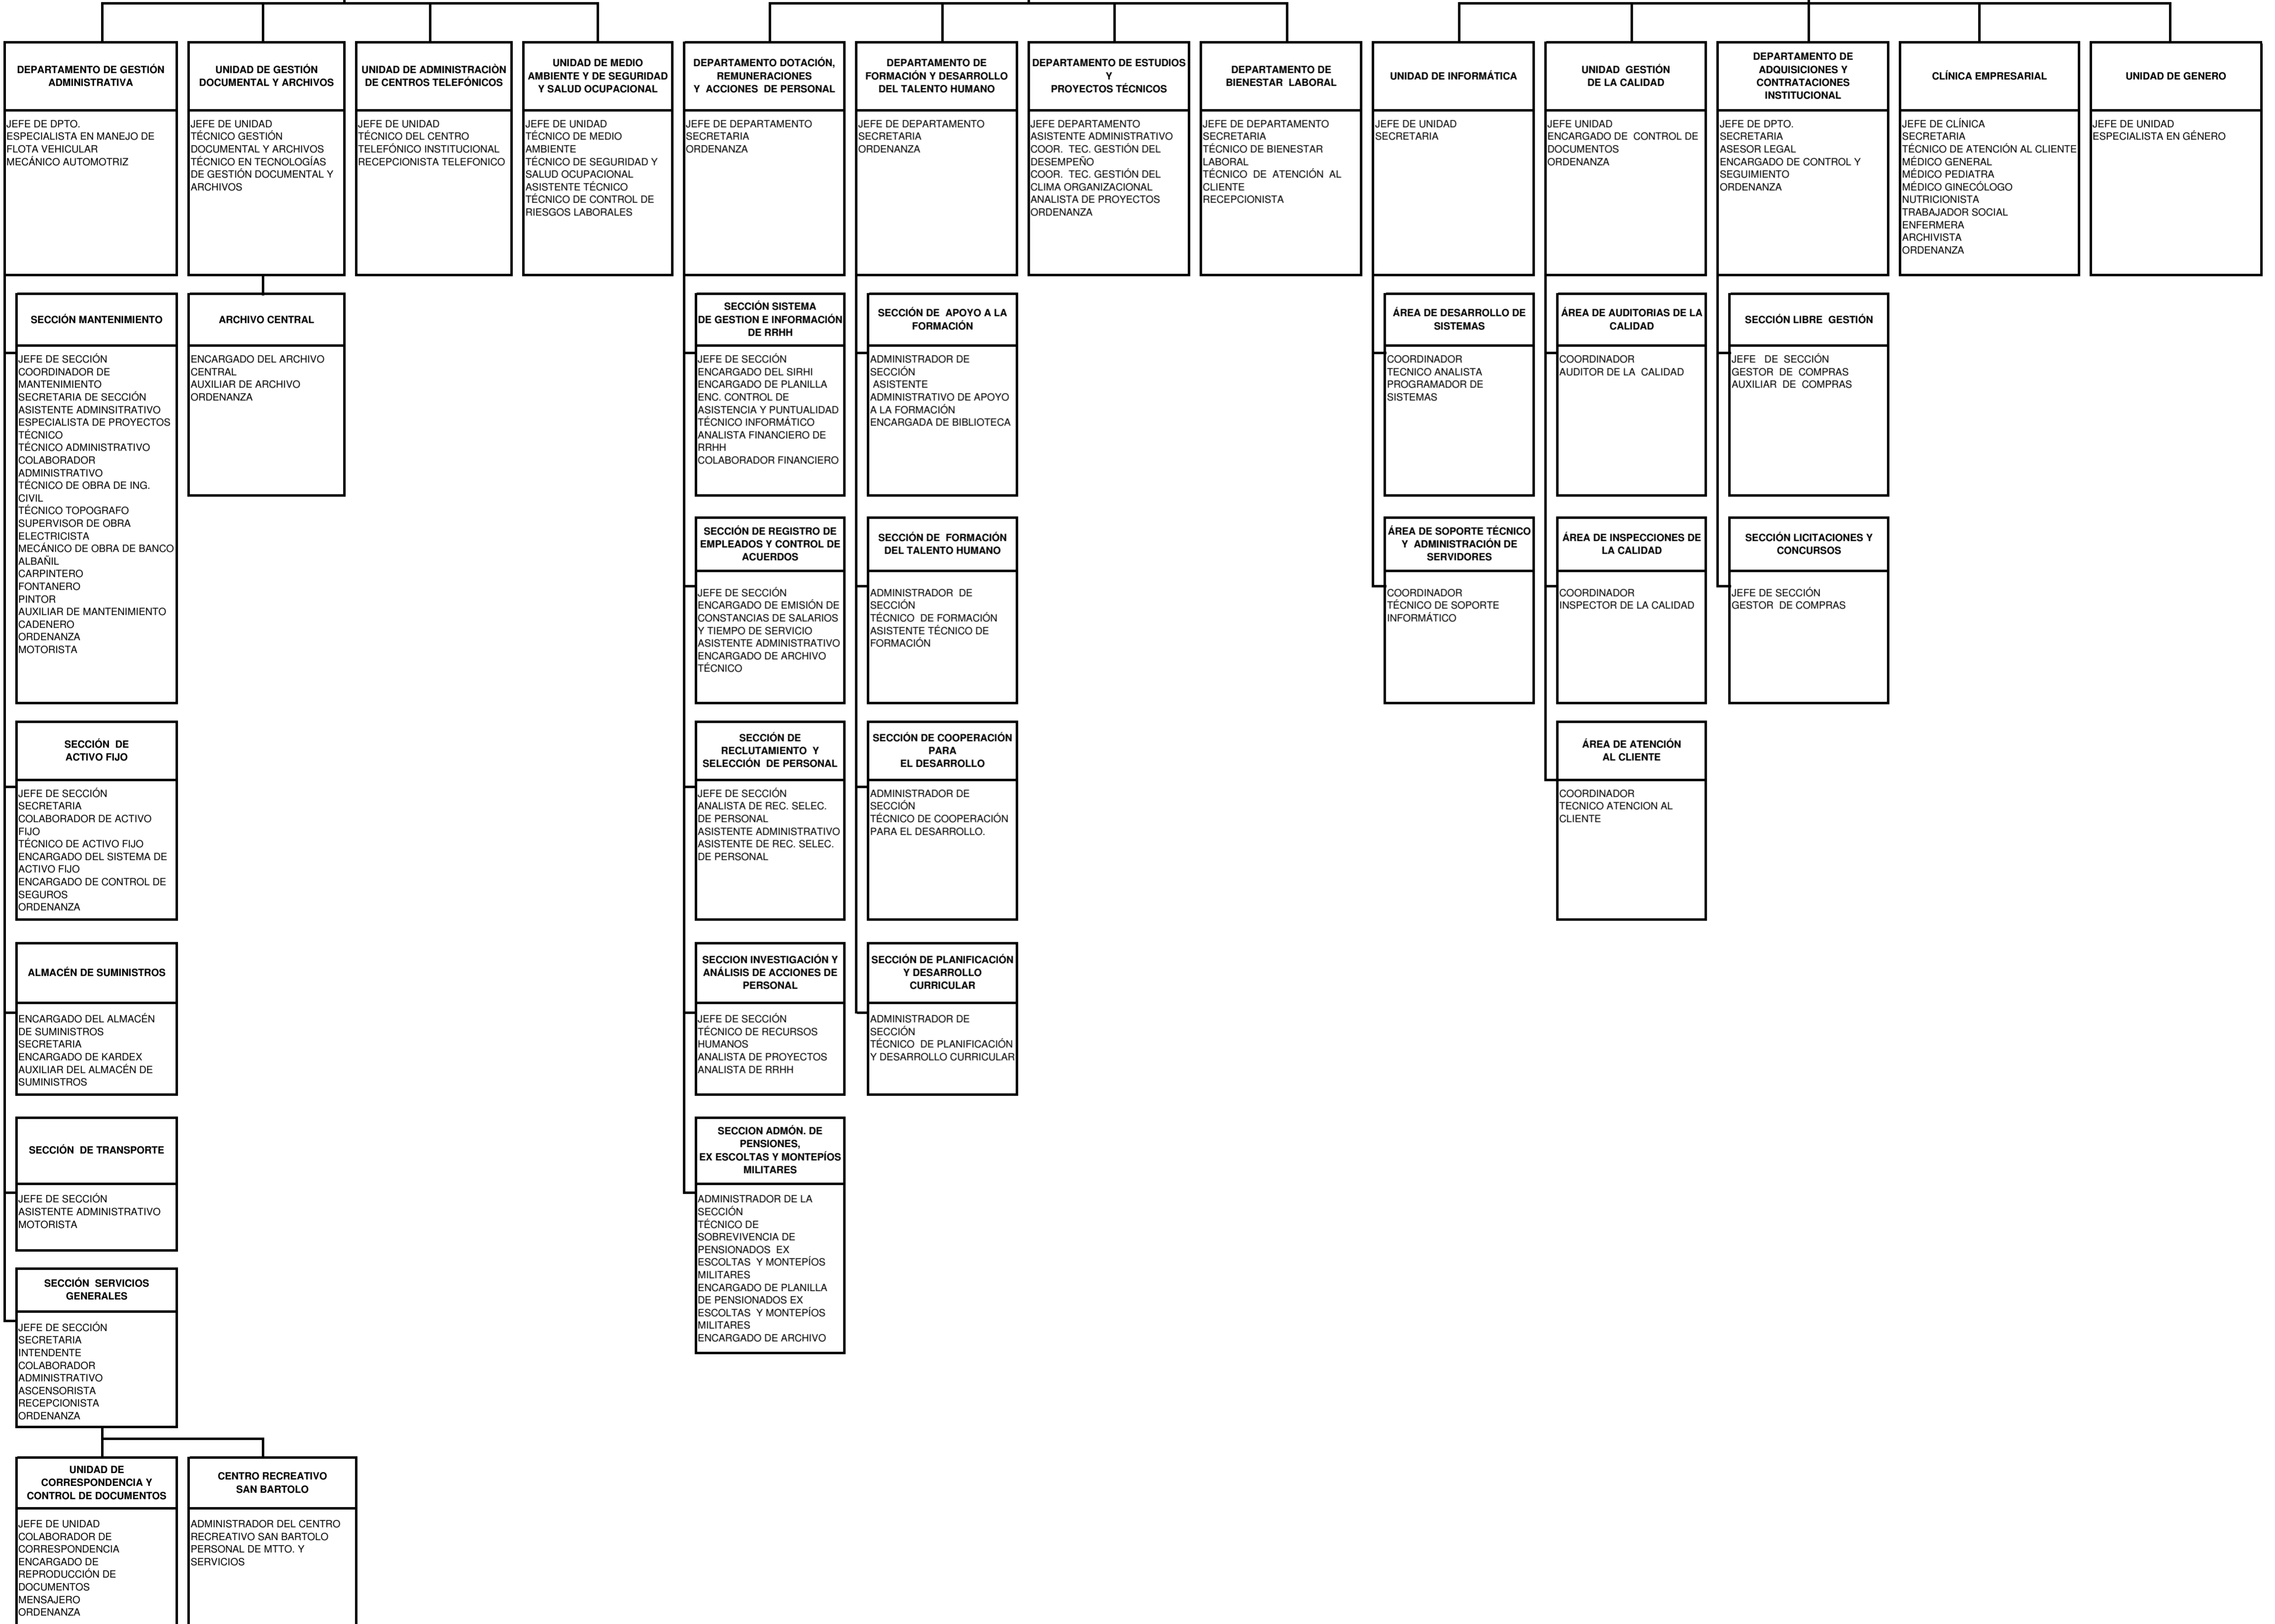 DEPARTAMENTO DE GESTIÓN
ADMINISTRATIVA
JEFE DE DPTO.
ESPECIALISTA EN MANEJO DE
FLOTA VEHICULAR
MECÁNICO AUTOMOTRIZ
UNIDAD DE GESTIÓN
DOCUMENTAL Y ARCHIVOS
JEFE DE UNIDAD
TÉCNICO GESTIÓN
DOCUMENTAL Y ARCHIVOS
TÉCNICO EN TECNOLOGÍAS
DE GESTIÓN DOCUMENTAL Y
ARCHIVOS
UNIDAD DE ADMINISTRACIÒN
DE CENTROS TELEFÓNICOS
JEFE DE UNIDAD
TÉCNICO DEL CENTRO
TELEFÓNICO INSTITUCIONAL
RECEPCIONISTA TELEFONICO
UNIDAD DE MEDIO
AMBIENTE Y DE SEGURIDAD
Y SALUD OCUPACIONAL
JEFE DE UNIDAD
TÉCNICO DE MEDIO
AMBIENTE
TÉCNICO DE SEGURIDAD Y
SALUD OCUPACIONAL
ASISTENTE TÉCNICO
TÉCNICO DE CONTROL DE
RIESGOS LABORALES
DEPARTAMENTO DOTACIÓN,
REMUNERACIONES
Y ACCIONES DE PERSONAL
JEFE DE DEPARTAMENTO
SECRETARIA
ORDENANZA
DEPARTAMENTO DE
FORMACIÓN Y DESARROLLO
DEL TALENTO HUMANO
JEFE DE DEPARTAMENTO
SECRETARIA
ORDENANZA
DEPARTAMENTO DE ESTUDIOS
Y
PROYECTOS TÉCNICOS
JEFE DEPARTAMENTO
ASISTENTE ADMINISTRATIVO
COOR. TEC. GESTIÓN DEL
DESEMPEÑO
COOR. TEC. GESTIÓN DEL
CLIMA ORGANIZACIONAL
ANALISTA DE PROYECTOS
ORDENANZA
DEPARTAMENTO DE
BIENESTAR LABORAL
JEFE DE DEPARTAMENTO
SECRETARIA
TÉCNICO DE BIENESTAR
LABORAL
TÉCNICO DE ATENCIÓN AL
CLIENTE
RECEPCIONISTA
UNIDAD DE INFORMÁTICA
JEFE DE UNIDAD
SECRETARIA
UNIDAD GESTIÓN
DE LA CALIDAD
JEFE UNIDAD
ENCARGADO DE CONTROL DE
DOCUMENTOS
ORDENANZA
DEPARTAMENTO DE
ADQUISICIONES Y
CONTRATACIONES
INSTITUCIONAL
JEFE DE DPTO.
SECRETARIA
ASESOR LEGAL
ENCARGADO DE CONTROL Y
SEGUIMIENTO
ORDENANZA
CLÍNICA EMPRESARIAL
JEFE DE CLÍNICA
SECRETARIA
TÉCNICO DE ATENCIÓN AL CLIENTE
MÉDICO GENERAL
MÉDICO PEDIATRA
MÉDICO GINECÓLOGO
NUTRICIONISTA
TRABAJADOR SOCIAL
ENFERMERA
ARCHIVISTA
ORDENANZA
UNIDAD DE GENERO
JEFE DE UNIDAD
ESPECIALISTA EN GÉNERO
SECCIÓN MANTENIMIENTO
JEFE DE SECCIÓN
COORDINADOR DE
MANTENIMIENTO
SECRETARIA DE SECCIÓN
ASISTENTE ADMINSITRATIVO
ESPECIALISTA DE PROYECTOS
TÉCNICO
TÉCNICO ADMINISTRATIVO
COLABORADOR
ADMINISTRATIVO
TÉCNICO DE OBRA DE ING.
CIVIL
TÉCNICO TOPOGRAFO
SUPERVISOR DE OBRA
ELECTRICISTA
MECÁNICO DE OBRA DE BANCO
ALBAÑIL
CARPINTERO
FONTANERO
PINTOR
AUXILIAR DE MANTENIMIENTO
CADENERO
ORDENANZA
MOTORISTA
ARCHIVO CENTRAL
ENCARGADO DEL ARCHIVO
CENTRAL
AUXILIAR DE ARCHIVO
ORDENANZA
SECCIÓN SISTEMA
DE GESTION E INFORMACIÓN
DE RRHH
JEFE DE SECCIÓN
ENCARGADO DEL SIRHI
ENCARGADO DE PLANILLA
ENC. CONTROL DE
ASISTENCIA Y PUNTUALIDAD
TÉCNICO INFORMÁTICO
ANALISTA FINANCIERO DE
RRHH
COLABORADOR FINANCIERO
SECCIÓN DE APOYO A LA
FORMACIÓN
ADMINISTRADOR DE
SECCIÓN
ASISTENTE
ADMINISTRATIVO DE APOYO
A LA FORMACIÓN
ENCARGADA DE BIBLIOTECA
ÁREA DE DESARROLLO DE
SISTEMAS
COORDINADOR
TECNICO ANALISTA
PROGRAMADOR DE
SISTEMAS
ÁREA DE AUDITORIAS DE LA
CALIDAD
COORDINADOR
AUDITOR DE LA CALIDAD
SECCIÓN LIBRE GESTIÓN
JEFE DE SECCIÓN
GESTOR DE COMPRAS
AUXILIAR DE COMPRAS
SECCIÓN DE REGISTRO DE
EMPLEADOS Y CONTROL DE
ACUERDOS
JEFE DE SECCIÓN
ENCARGADO DE EMISIÓN DE
CONSTANCIAS DE SALARIOS
Y TIEMPO DE SERVICIO
ASISTENTE ADMINISTRATIVO
ENCARGADO DE ARCHIVO
TÉCNICO
SECCIÓN DE FORMACIÓN
DEL TALENTO HUMANO
ADMINISTRADOR DE
SECCIÓN
TÉCNICO DE FORMACIÓN
ASISTENTE TÉCNICO DE
FORMACIÓN
ÁREA DE SOPORTE TÉCNICO
Y ADMINISTRACIÓN DE
SERVIDORES
COORDINADOR
TÉCNICO DE SOPORTE
INFORMÁTICO
ÁREA DE INSPECCIONES DE
LA CALIDAD
COORDINADOR
INSPECTOR DE LA CALIDAD
SECCIÓN LICITACIONES Y
CONCURSOS
JEFE DE SECCIÓN
GESTOR DE COMPRAS
SECCIÓN DE
ACTIVO FIJO
JEFE DE SECCIÓN
SECRETARIA
COLABORADOR DE ACTIVO
FIJO
TÉCNICO DE ACTIVO FIJO
ENCARGADO DEL SISTEMA DE
ACTIVO FIJO
ENCARGADO DE CONTROL DE
SEGUROS
ORDENANZA
SECCIÓN DE
RECLUTAMIENTO Y
SELECCIÓN DE PERSONAL
JEFE DE SECCIÓN
ANALISTA DE REC. SELEC.
DE PERSONAL
ASISTENTE ADMINISTRATIVO
ASISTENTE DE REC. SELEC.
DE PERSONAL
SECCIÓN DE COOPERACIÓN
PARA
EL DESARROLLO
ADMINISTRADOR DE
SECCIÓN
TÉCNICO DE COOPERACIÓN
PARA EL DESARROLLO.
ÁREA DE ATENCIÓN
AL CLIENTE
COORDINADOR
TECNICO ATENCION AL
CLIENTE
ALMACÉN DE SUMINISTROS
ENCARGADO DEL ALMACÉN
DE SUMINISTROS
SECRETARIA
ENCARGADO DE KARDEX
AUXILIAR DEL ALMACÉN DE
SUMINISTROS
SECCION INVESTIGACIÓN Y
ANÁLISIS DE ACCIONES DE
PERSONAL
JEFE DE SECCIÓN
TÉCNICO DE RECURSOS
HUMANOS
ANALISTA DE PROYECTOS
ANALISTA DE RRHH
SECCIÓN DE PLANIFICACIÓN
Y DESARROLLO
CURRICULAR
ADMINISTRADOR DE
SECCIÓN
TÉCNICO DE PLANIFICACIÓN
Y DESARROLLO CURRICULAR
SECCIÓN DE TRANSPORTE
JEFE DE SECCIÓN
ASISTENTE ADMINISTRATIVO
MOTORISTA
SECCION ADMÓN. DE
PENSIONES,
EX ESCOLTAS Y MONTEPÍOS
MILITARES
ADMINISTRADOR DE LA
SECCIÓN
TÉCNICO DE
SOBREVIVENCIA DE
PENSIONADOS EX
ESCOLTAS Y MONTEPÍOS
MILITARES
ENCARGADO DE PLANILLA
DE PENSIONADOS EX
ESCOLTAS Y MONTEPÍOS
MILITARES
ENCARGADO DE ARCHIVO
SECCIÓN SERVICIOS
GENERALES
JEFE DE SECCIÓN
SECRETARIA
INTENDENTE
COLABORADOR
ADMINISTRATIVO
ASCENSORISTA
RECEPCIONISTA
ORDENANZA
UNIDAD DE
CORRESPONDENCIA Y
CONTROL DE DOCUMENTOS
JEFE DE UNIDAD
COLABORADOR DE
CORRESPONDENCIA
ENCARGADO DE
REPRODUCCIÓN DE
DOCUMENTOS
MENSAJERO
ORDENANZA
CENTRO RECREATIVO
SAN BARTOLO
ADMINISTRADOR DEL CENTRO
RECREATIVO SAN BARTOLO
PERSONAL DE MTTO. Y
SERVICIOS